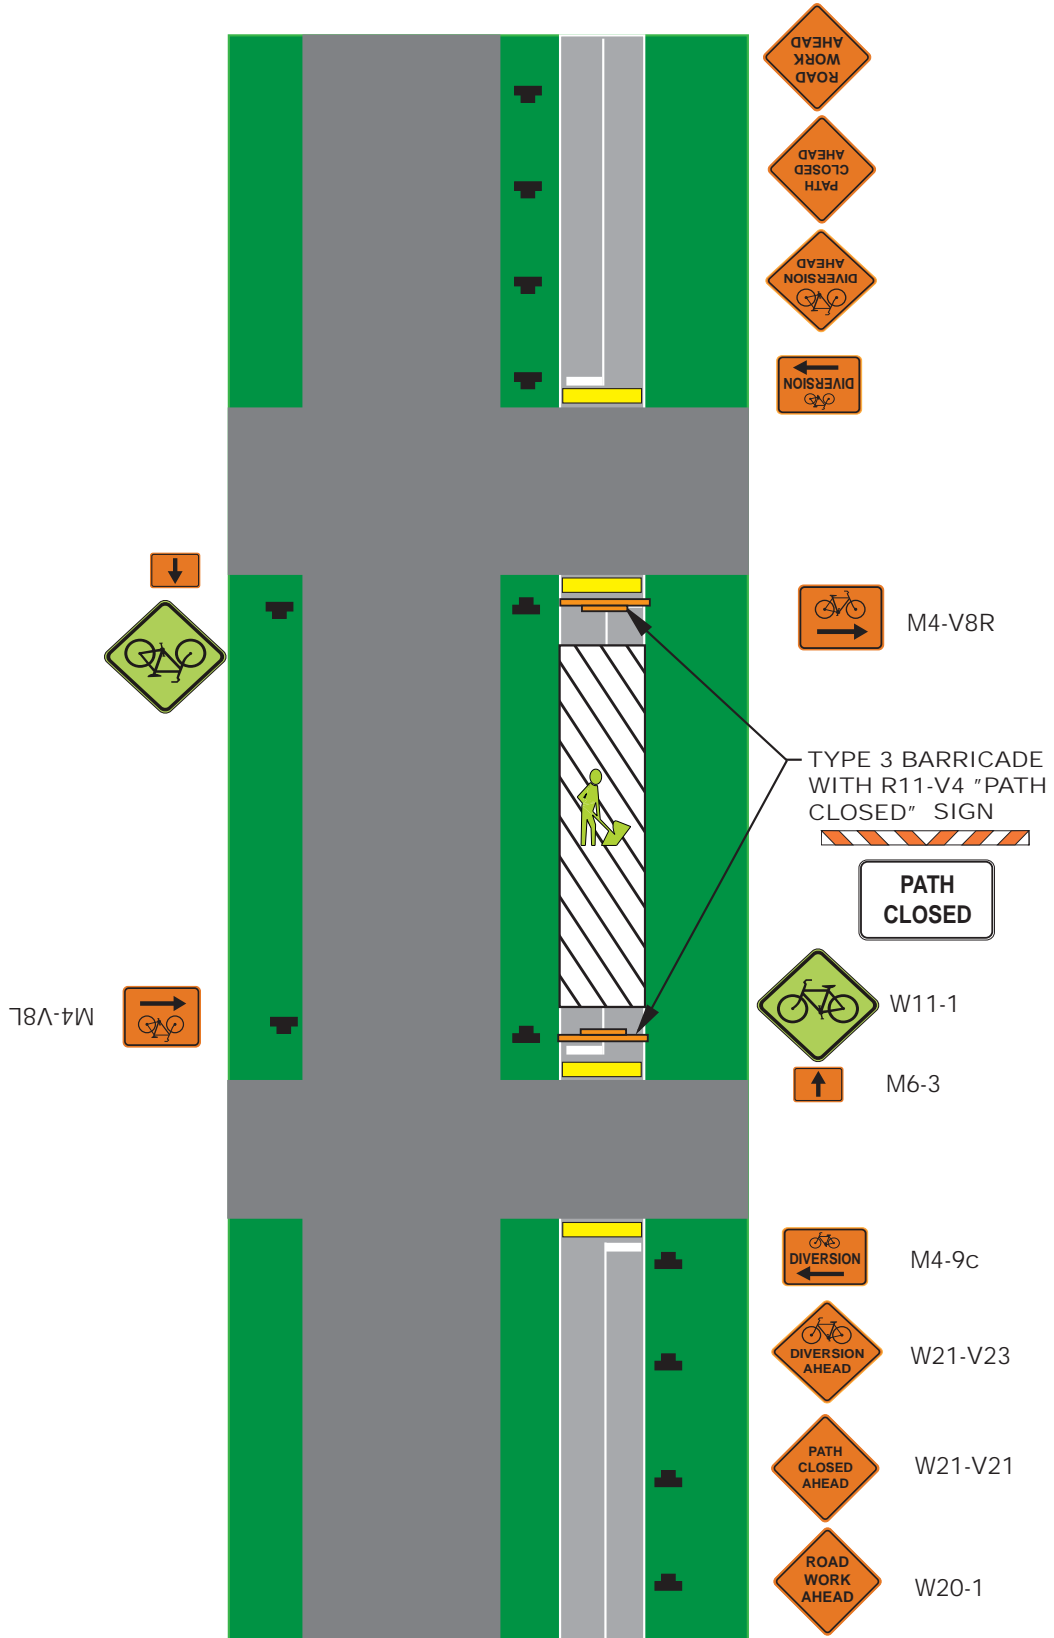 ROAD
WORK
AHEAD
PATH
CLOSED
AHEAD
DIVERSION
AHEAD
DIVERSION
M4-V8R
TYPE 3 BARRICADE
WITH R11-V4 "PATH
CLOSED" SIGN
PATH
CLOSED
W11-1
M4-V8L
M6-3
DIVERSION
M4-9c
DIVERSION
AHEAD
W21-V23
PATH
CLOSED
AHEAD
W21-V21
ROAD
WORK
AHEAD
W20-1